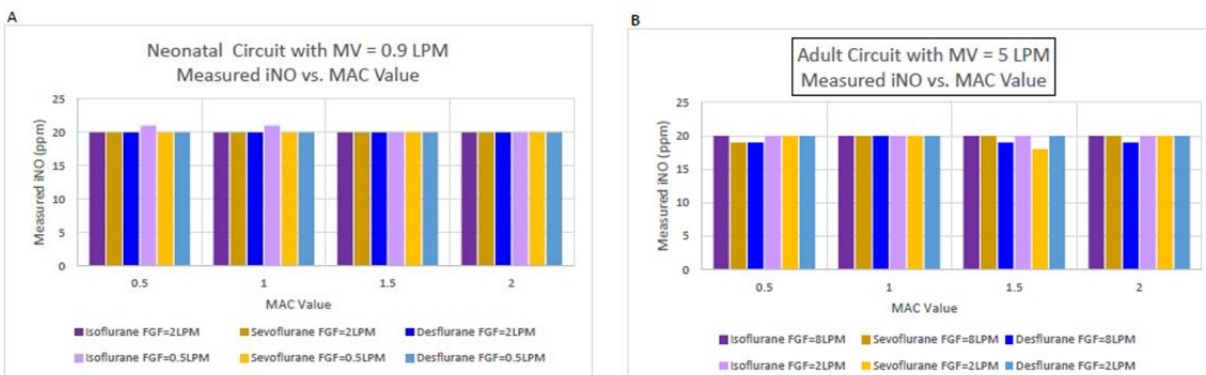 A
Neonatal Circuit with MV = 0.9 LPM
Measured iNO vs. MAC Value
Measured iNO (ppm)
25
20
15
10
5
0
0.5 1 1.5 2
MAC Value
Isoflurane FGF=2LPM Sevoflurane FGF=2LPM Desflurane FGF=2LPM
Isoflurane FGF=0.5LPM Sevoflurane FGF=0.5LPM Desflurane FGF=0.5LPM
B
Adult Circuit with MV = 5 LPM
Measured iNO vs. MAC Value
Measured iNO (ppm)
25
20
15
10
5
0
0.5 1 1.5 2
MAC Value
Isoflurane FGF=8LPM Sevoflurane FGF=8LPM Desflurane FGF=8LPM
Isoflurane FGF=2LPM Sevoflurane FGF=2LPM Desflurane FGF=2LPM